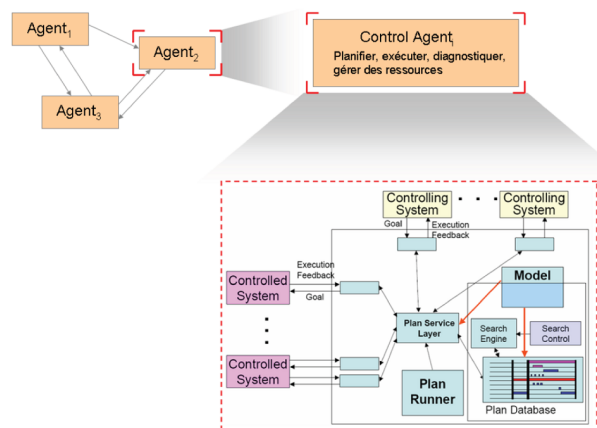 Agent1
Agent2
Agent3
Control Agenti
Planifier, exécuter, diagnostiquer,
gérer des ressources
Controlling
System
Controlling
System
Goal
Execution
Feedback
Execution
Feedback
Goal
Controlled
System
Controlled
System
Model
Plan Service
Layer
Search
Engine
Search
Control
Plan
Runner
Plan Database